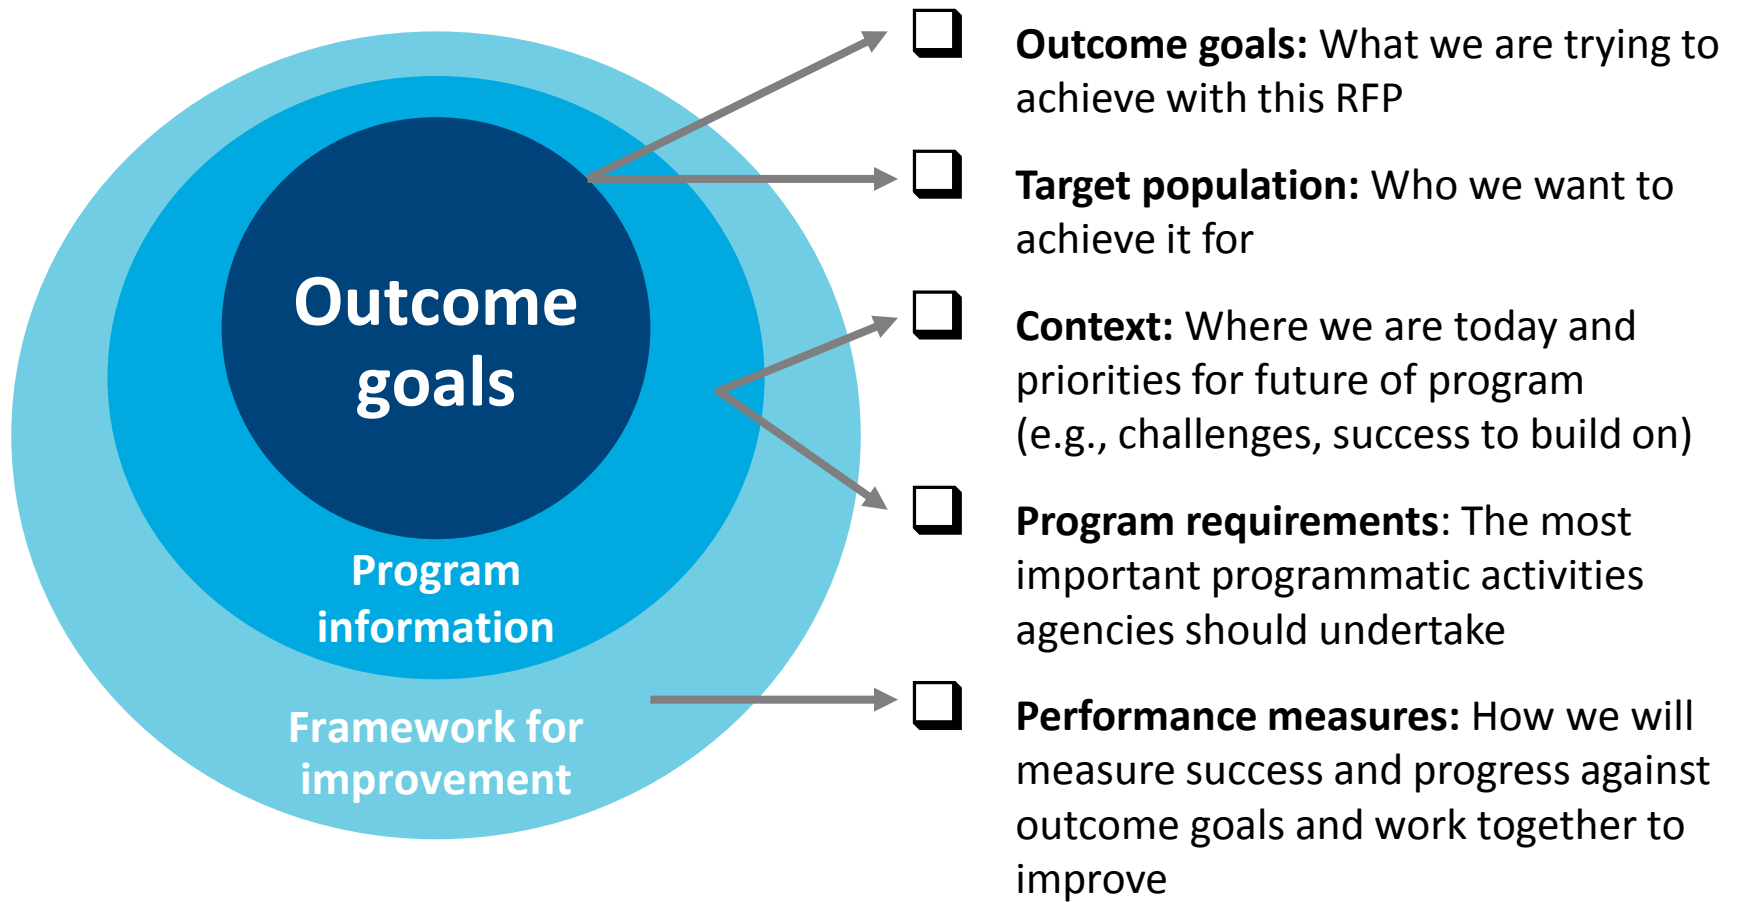 Outcome
goals
Program
information
Framework for
improvement
Outcome goals: What we are trying to
achieve with this RFP
Target population: Who we want to
achieve it for
Context: Where we are today and
priorities for future of program
(e.g., challenges, success to build on)
Program requirements: The most
important programmatic activities
agencies should undertake
Performance measures: How we will
measure success and progress against
outcome goals and work together to
improve